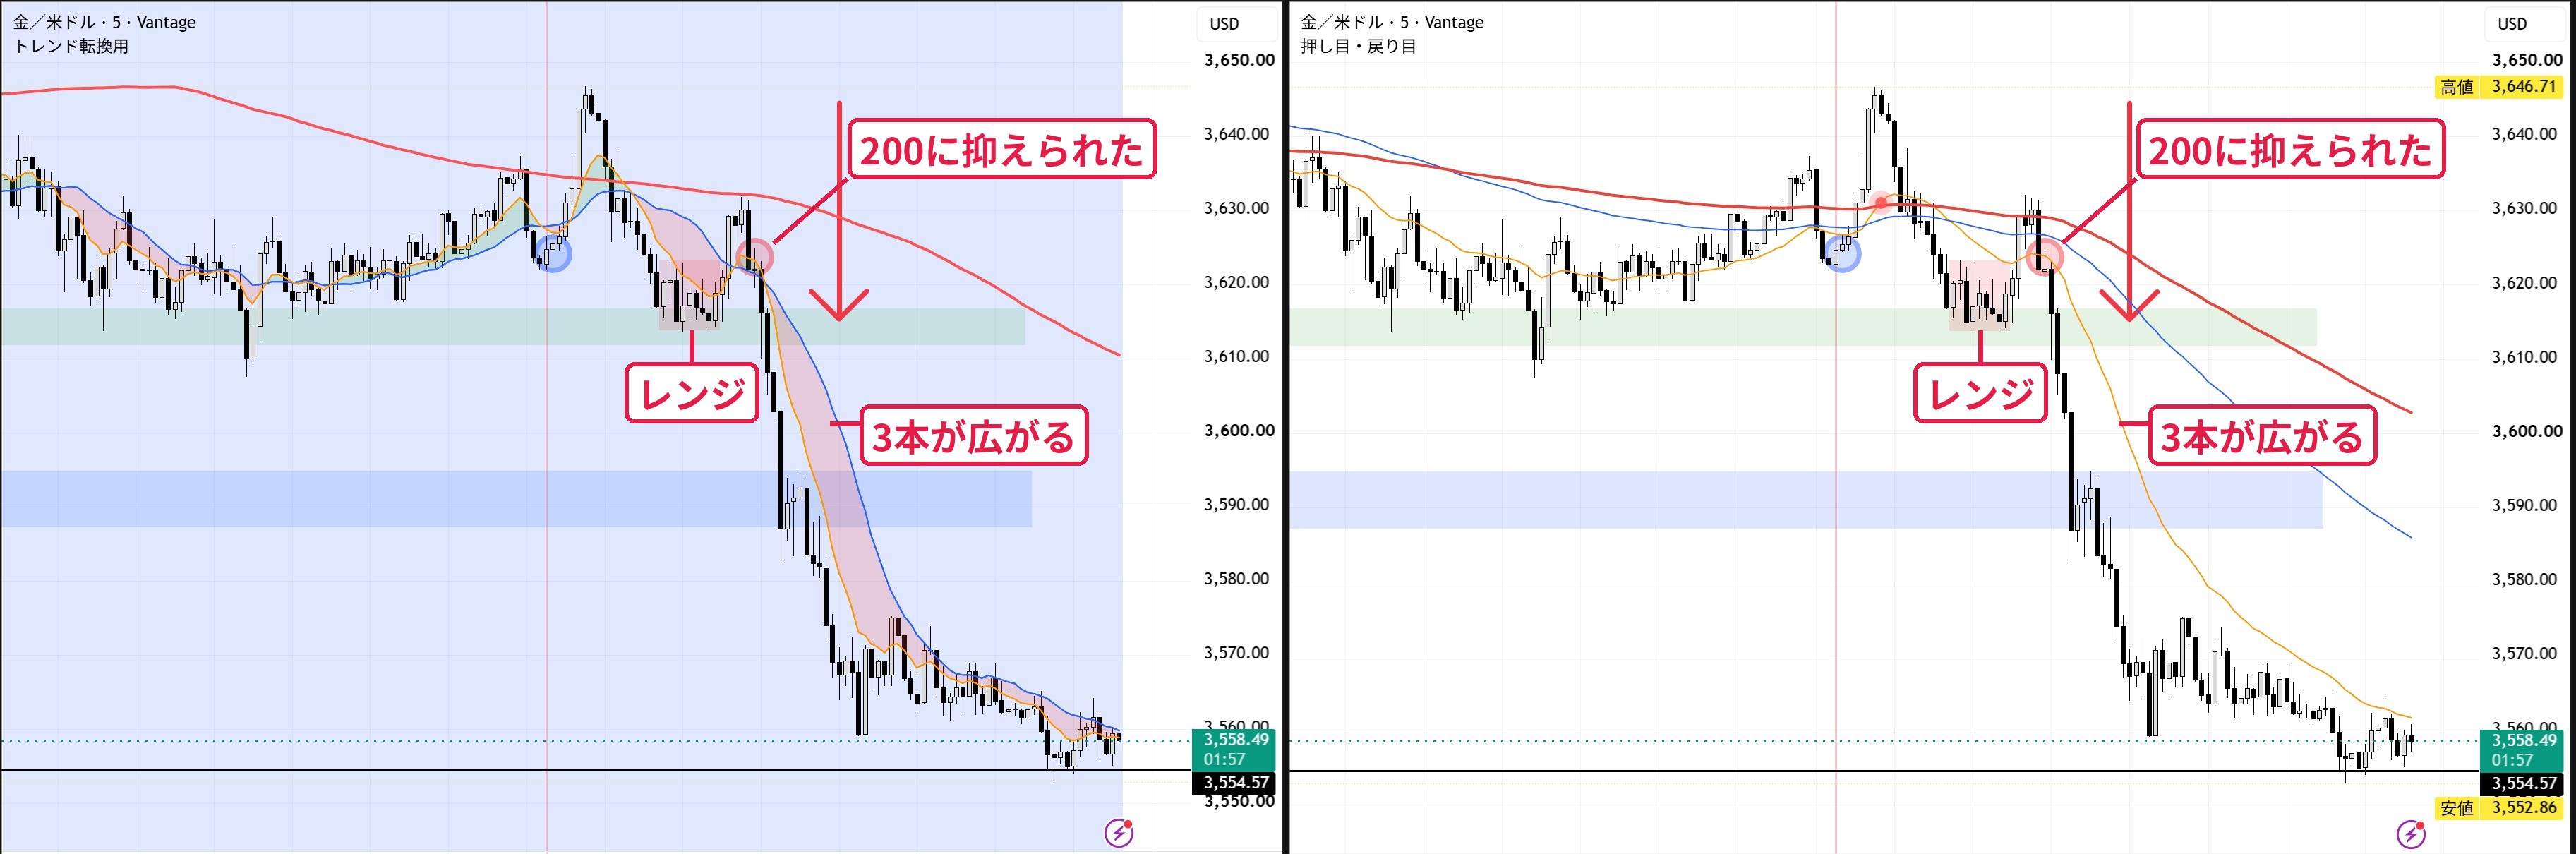 金／米ドル・5・Vantage
トレンド転換用
USD
3,650.00
3,640.00
3,630.00
3,620.00
3,610.00
3,600.00
3,590.00
3,580.00
3,570.00
3,560.00
3,558.49
01:57
3,554.57
3,550.00
200に抑えられた
レンジ
3本が広がる
金／米ドル・5・Vantage
押し目・戻り目
USD
3,650.00
高値 3,646.71
3,640.00
3,630.00
3,620.00
3,610.00
3,600.00
3,590.00
3,580.00
3,570.00
3,560.00
3,558.49
01:57
3,554.57
安値 3,552.86
200に抑えられた
レンジ
3本が広がる